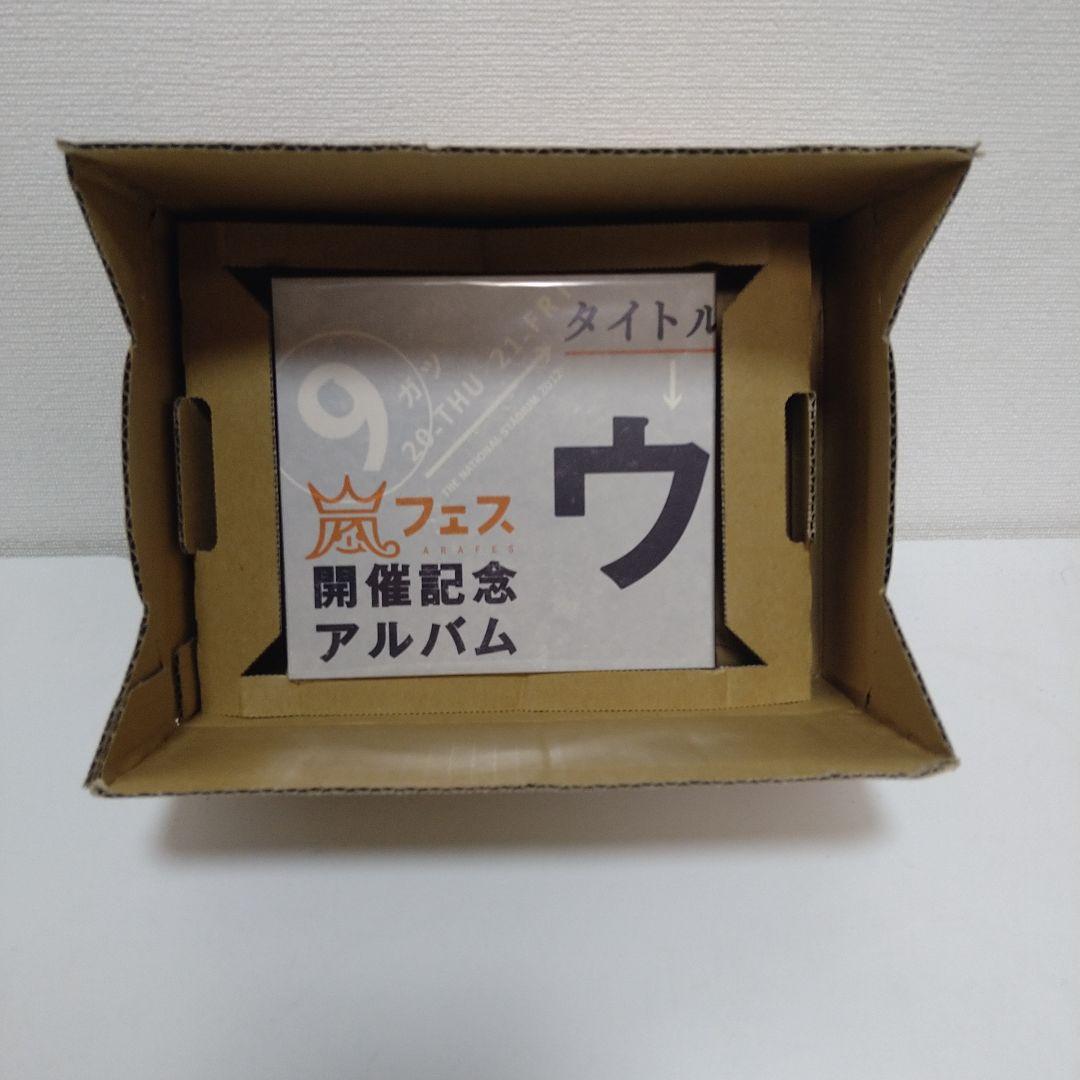 9
ガツ
20-THU 21-FRI
THE NATIONAL STADIUM 2012
嵐フェス
ARAFES
開催記念
アルバム
タイトル
ウ